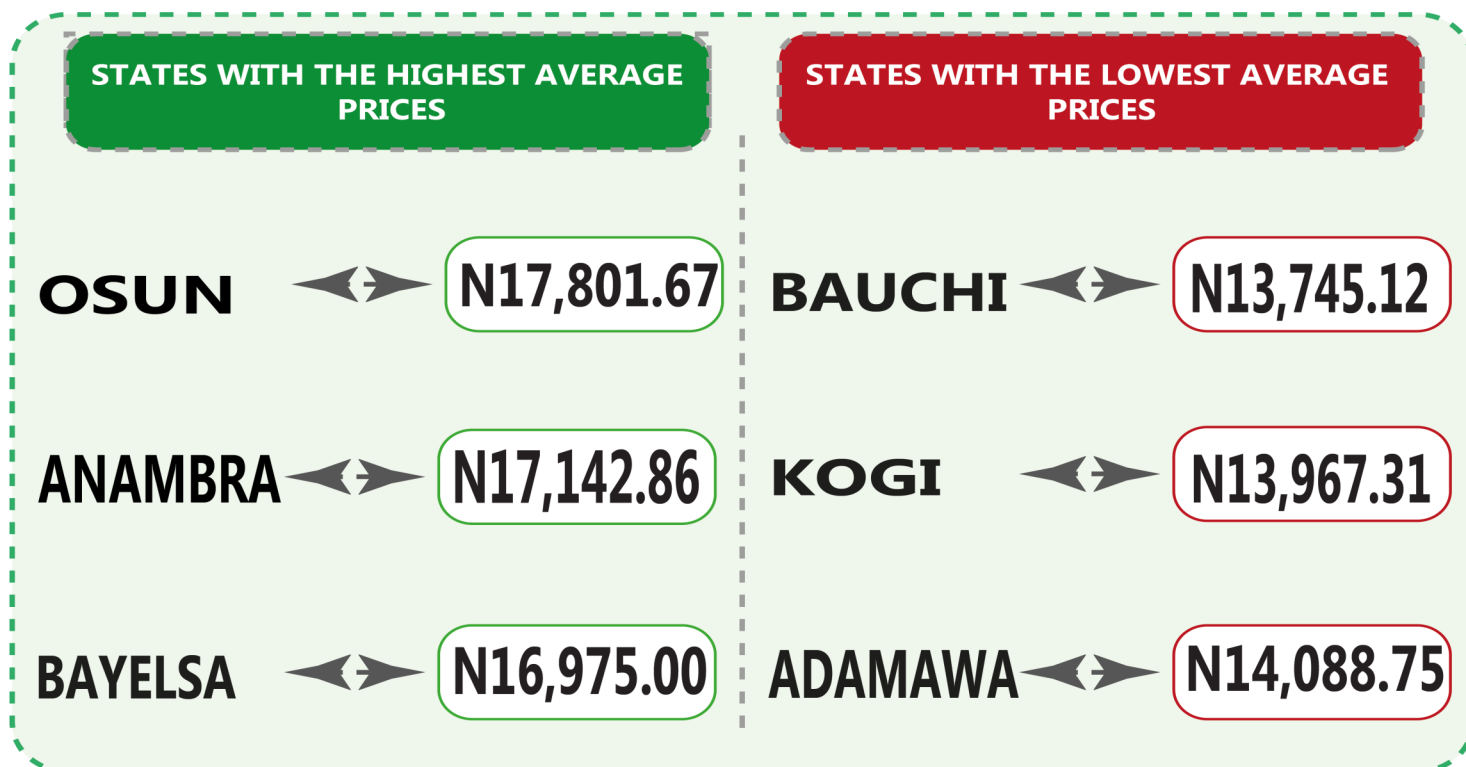 STATES WITH THE HIGHEST AVERAGE
PRICES
OSUN N17,801.67
ANAMBRA N17,142.86
BAYELSA N16,975.00
STATES WITH THE LOWEST AVERAGE
PRICES
BAUCHI N13,745.12
KOGI N13,967.31
ADAMAWA N14,088.75